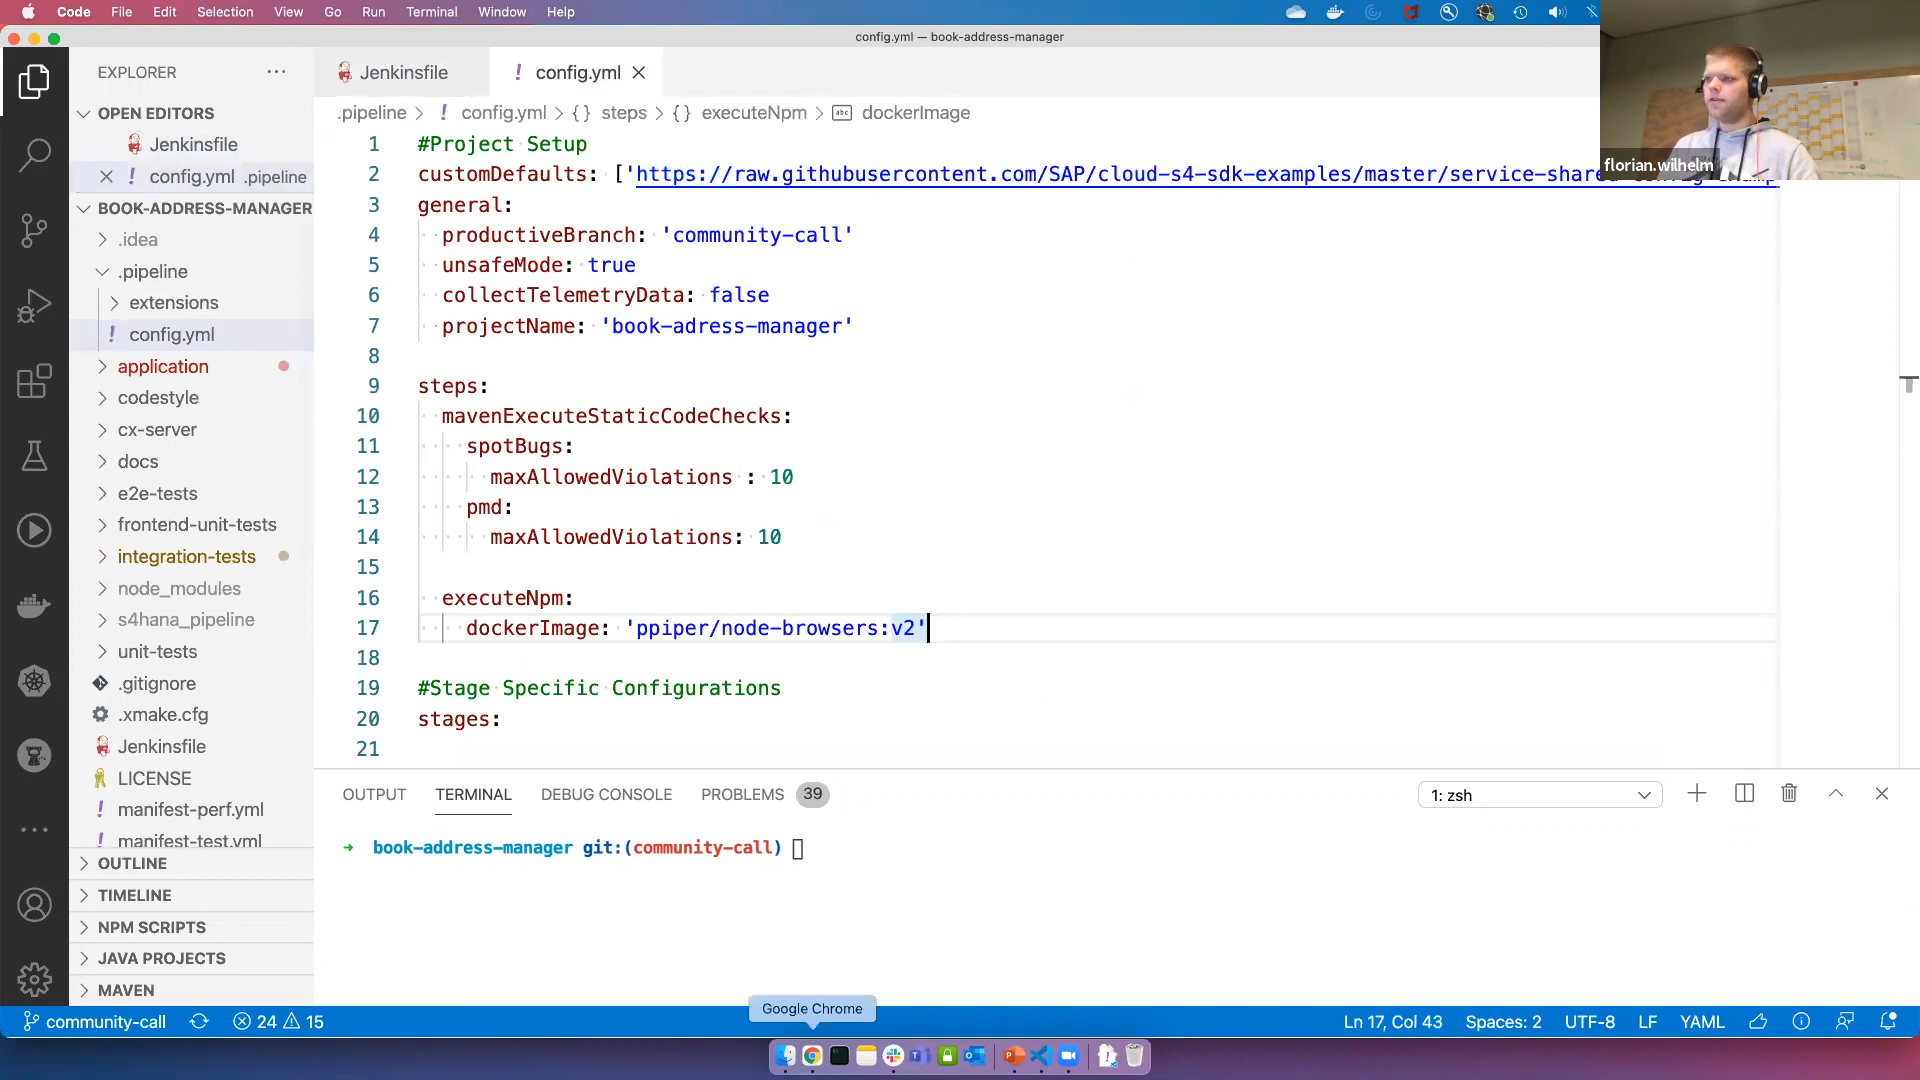 Code File Edit Selection View Go Run Terminal Window Help
config.yml — book-address-manager
EXPLORER
Jenkinsfile
config.yml
florian.wilhelm
OPEN EDITORS
Jenkinsfile
config.yml .pipeline
BOOK-ADDRESS-MANAGER
.idea
.pipeline
extensions
config.yml
application
codestyle
cx-server
docs
e2e-tests
frontend-unit-tests
integration-tests
node_modules
s4hana_pipeline
unit-tests
.gitignore
.xmake.cfg
Jenkinsfile
LICENSE
manifest-perf.yml
manifest-test.yml
OUTLINE
TIMELINE
NPM SCRIPTS
JAVA PROJECTS
MAVEN
.pipeline > config.yml > {} steps > {} executeNpm > abc dockerImage
1 #Project Setup
2 customDefaults: ['https://raw.githubusercontent.com/SAP/cloud-s4-sdk-examples/master/service-shared-config-examp
3 general:
4 productiveBranch: 'community-call'
5 unsafeMode: true
6 collectTelemetryData: false
7 projectName: 'book-adress-manager'
8
9 steps:
10 mavenExecuteStaticCodeChecks:
11 spotBugs:
12 maxAllowedViolations : 10
13 pmd:
14 maxAllowedViolations: 10
15
16 executeNpm:
17 dockerImage: 'ppiper/node-browsers:v2'
18
19 #Stage Specific Configurations
20 stages:
21
OUTPUT TERMINAL DEBUG CONSOLE PROBLEMS 39
1: zsh
→ book-address-manager git:(community-call)
Google Chrome
community-call 24 15
Ln 17, Col 43 Spaces: 2 UTF-8 LF YAML